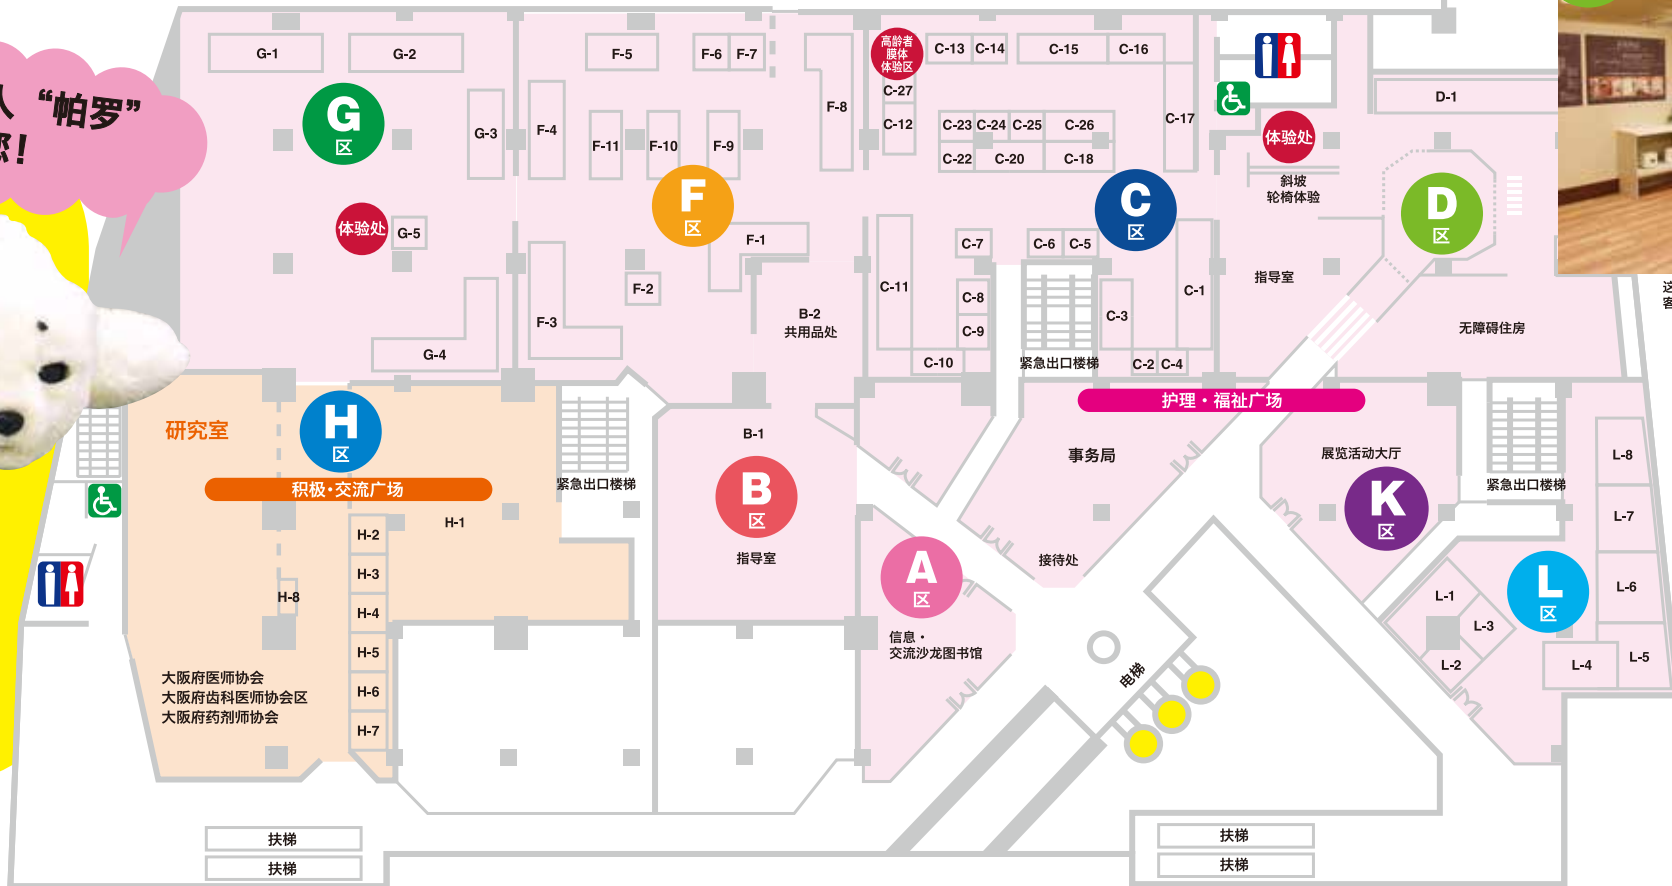 人 “帕罗”
您!
G-1
G-2
G
区
G-3
体验处
G-5
G-4
F-5
F-6
F-7
F-8
F-4
F-11
F-10
F-9
F
区
F-1
F-2
F-3
高龄者
膜体
体验区
C-13
C-14
C-15
C-16
C-27
C-12
C-23
C-24
C-25
C-26
C-17
C-22
C-20
C-18
C
区
C-7
C-6
C-5
C-11
C-8
C-9
C-10
C-3
C-1
C-2
C-4
紧急出口楼梯
B-2
共用品处
体验处
斜坡
轮椅体验
D-1
D
区
指导室
无障碍住房
这
客
护理・福祉广场
研究室
H
区
积极・交流广场
H-1
H-2
H-3
H-4
H-5
H-6
H-7
H-8
紧急出口楼梯
大阪府医师协会
大阪府齿科医师协会区
大阪府药剂师协会
B-1
B
区
指导室
A
区
信息・
交流沙龙图书馆
事务局
接待处
展览活动大厅
K
区
紧急出口楼梯
L-8
L-7
L-6
L-5
L-4
L-1
L-3
L-2
L
区
电梯
扶梯
扶梯
扶梯
扶梯